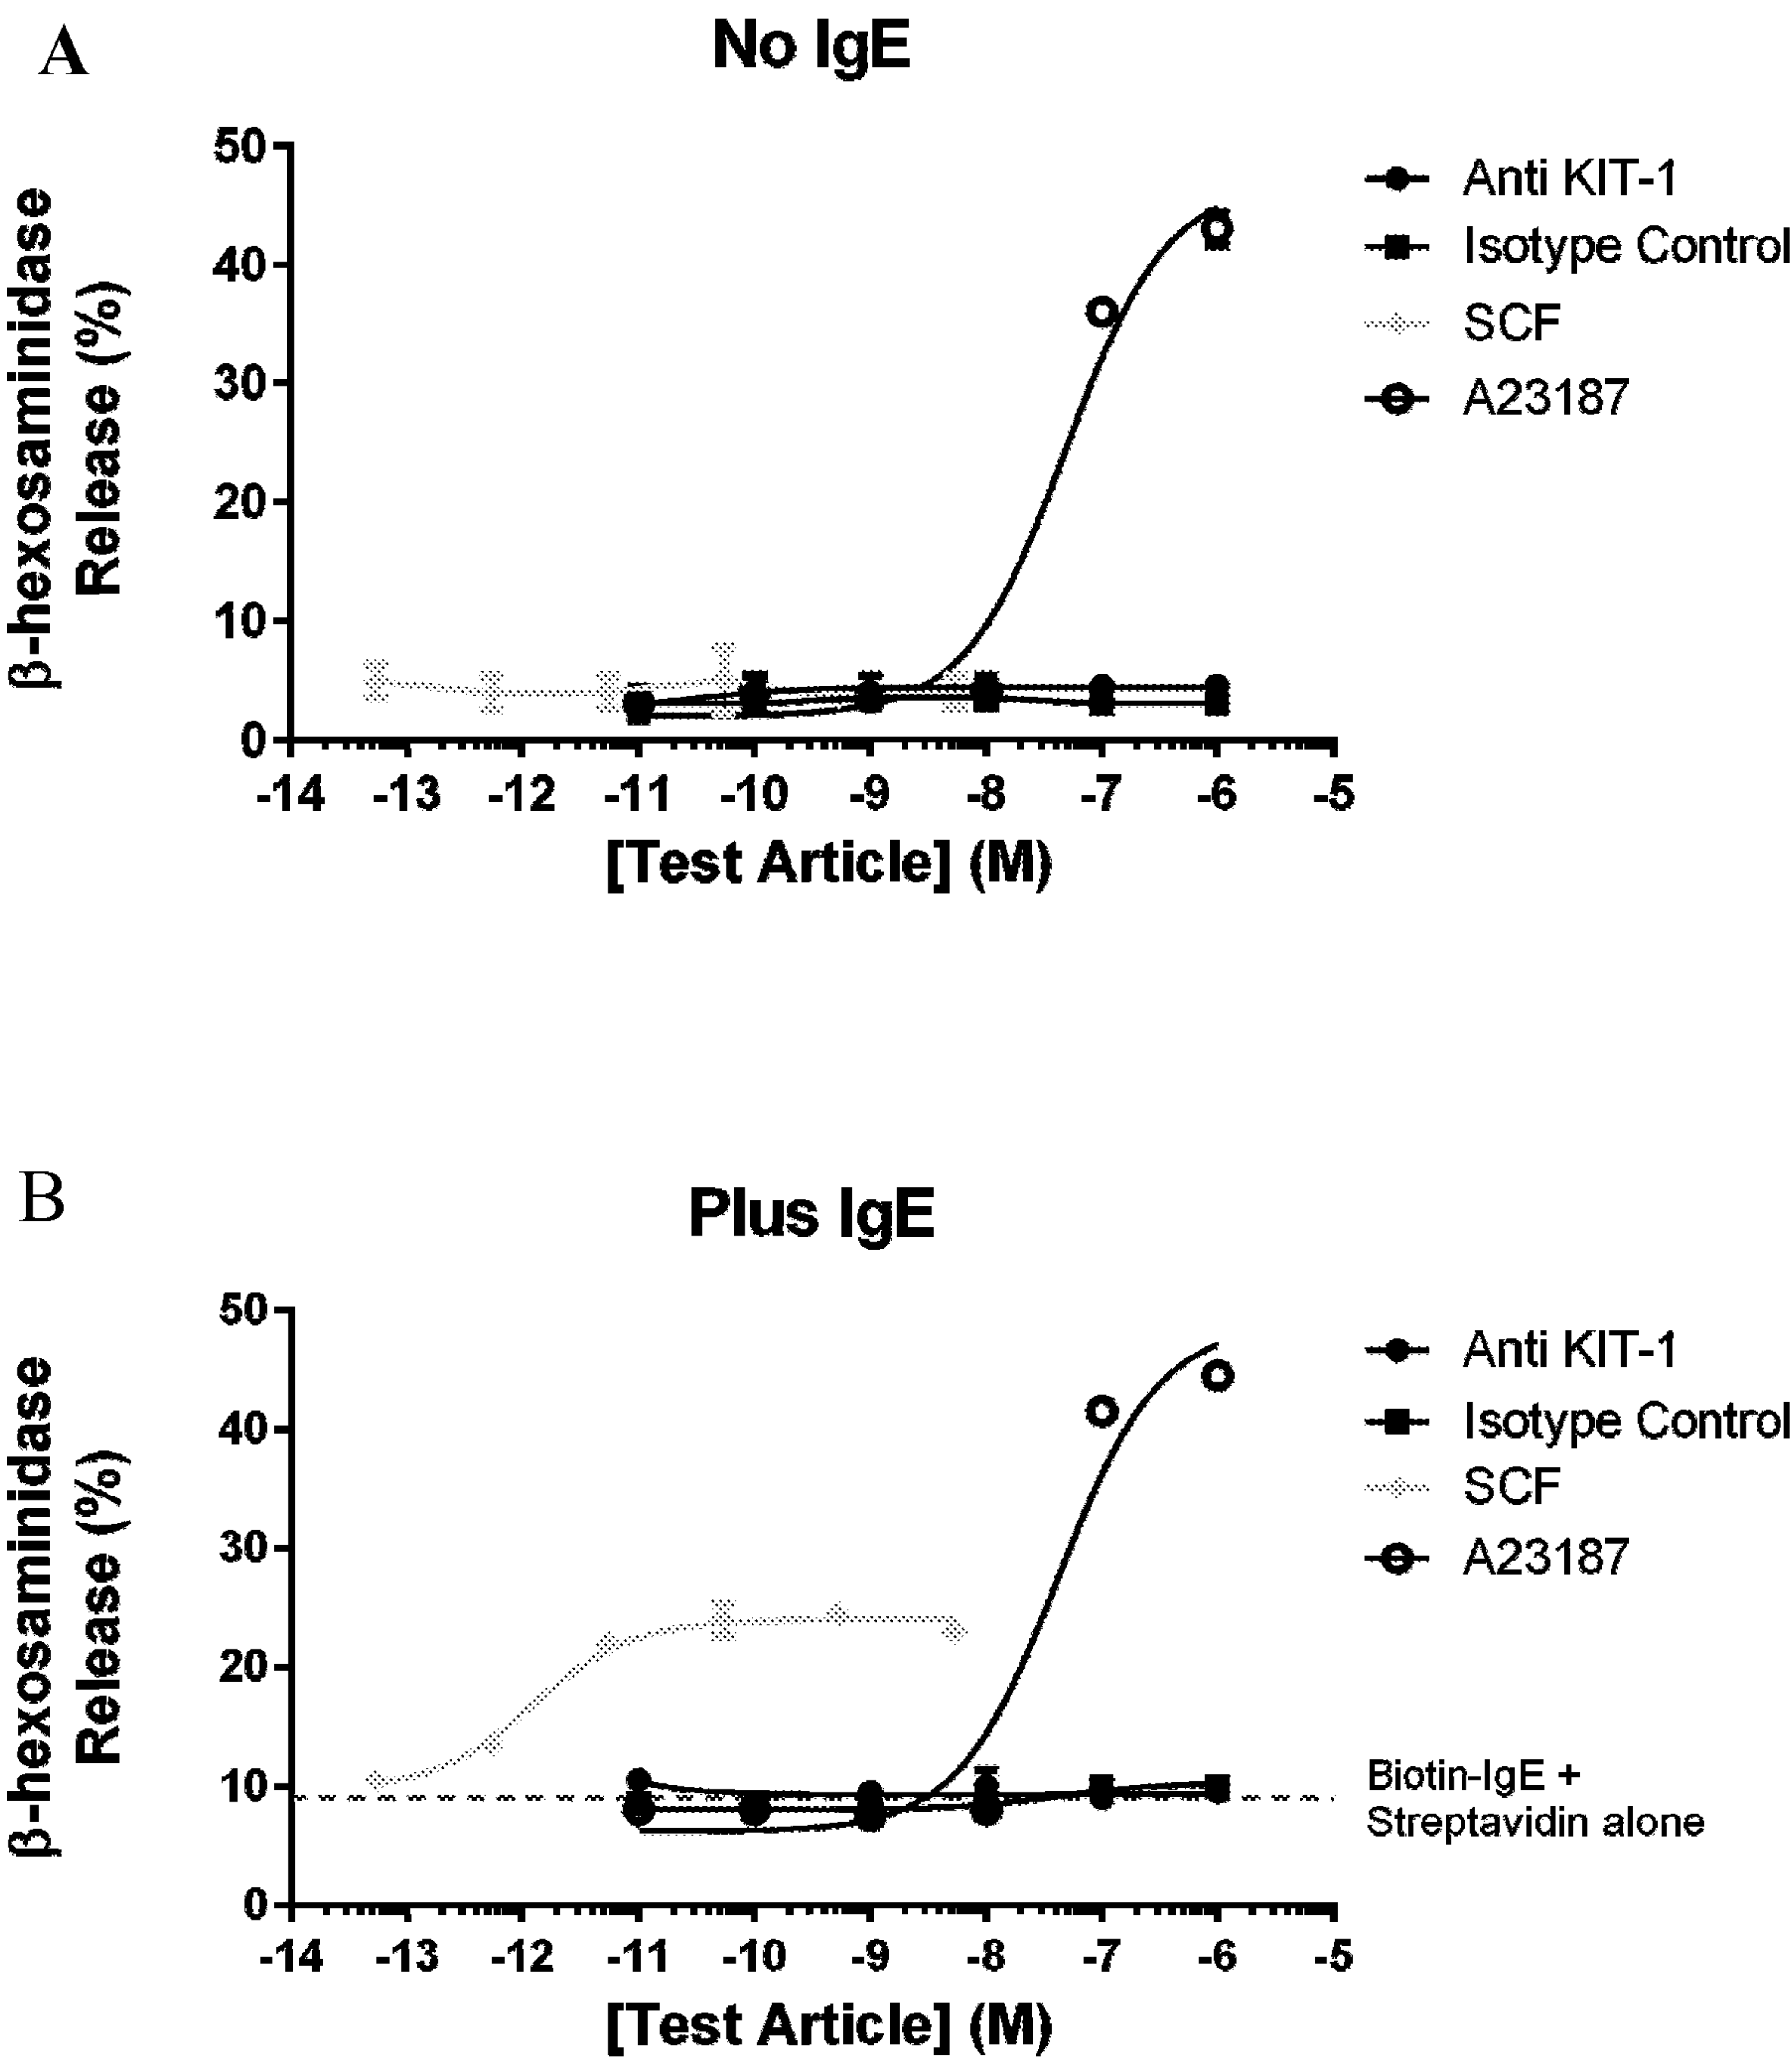 A
No IgE
β-hexosaminidase
Release (%)
50
40
30
20
10
0
-14 -13 -12 -11 -10 -9 -8 -7 -6 -5
[Test Article] (M)
Anti KIT-1
Isotype Control
SCF
A23187
B
Plus IgE
β-hexosaminidase
Release (%)
50
40
30
20
10
0
-14 -13 -12 -11 -10 -9 -8 -7 -6 -5
[Test Article] (M)
Anti KIT-1
Isotype Control
SCF
A23187
Biotin-IgE +
Streptavidin alone